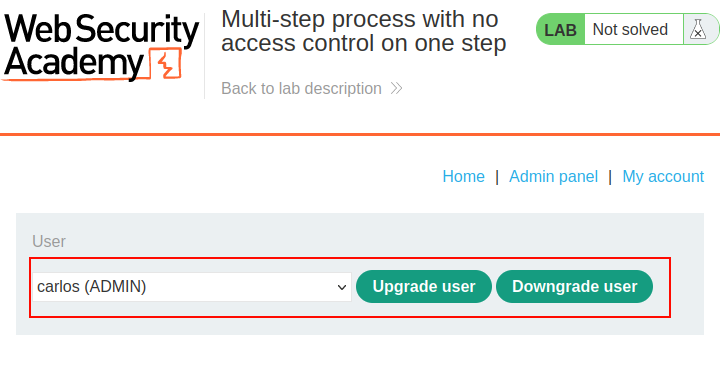 Web Security
Academy
Multi-step process with no
access control on one step
LAB Not solved
Back to lab description
Home | Admin panel | My account
User
carlos (ADMIN) Upgrade user Downgrade user